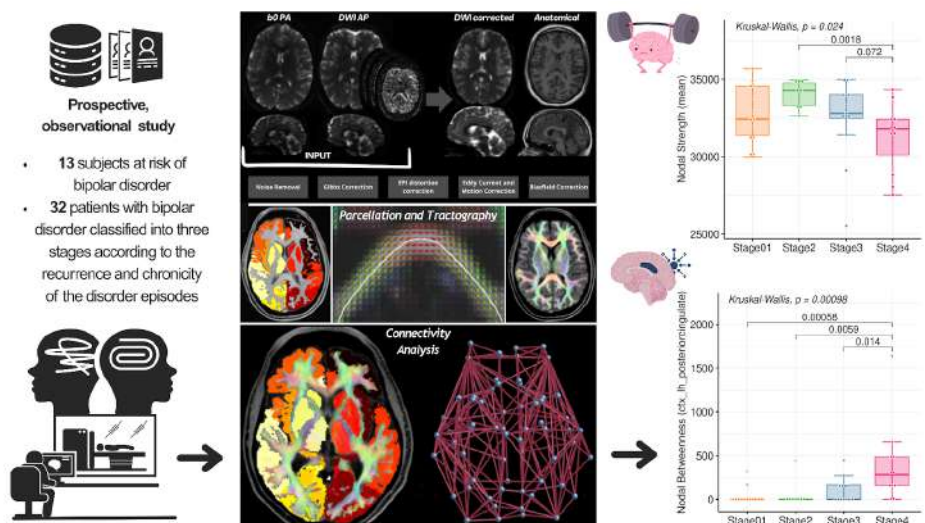 Prospective,
observational study
• 13 subjects at risk of
bipolar disorder
• 32 patients with bipolar
disorder classified into three
stages according to the
recurrence and chronicity
of the disorder episodes
b0 PA
DWI AP
DWI corrected
Anatomical
INPUT
Noise Removal
Gibbs Correction
EPI distortion
correction
Eddy Current and
Motion Correction
Biasfield Correction
Parcellation and Tractography
Connectivity
Analysis
Kruskal-Wallis, p = 0.024
0.0018
0.072
Nodal Strength (mean)
35000
30000
25000
Stage01 Stage2 Stage3 Stage4
Kruskal-Wallis, p = 0.00098
0.00058
0.0059
0.014
Nodal Betweenness (ctx_lh_posteriorcingulate)
2000
1500
1000
500
0
Stage01 Stage2 Stage3 Stage4